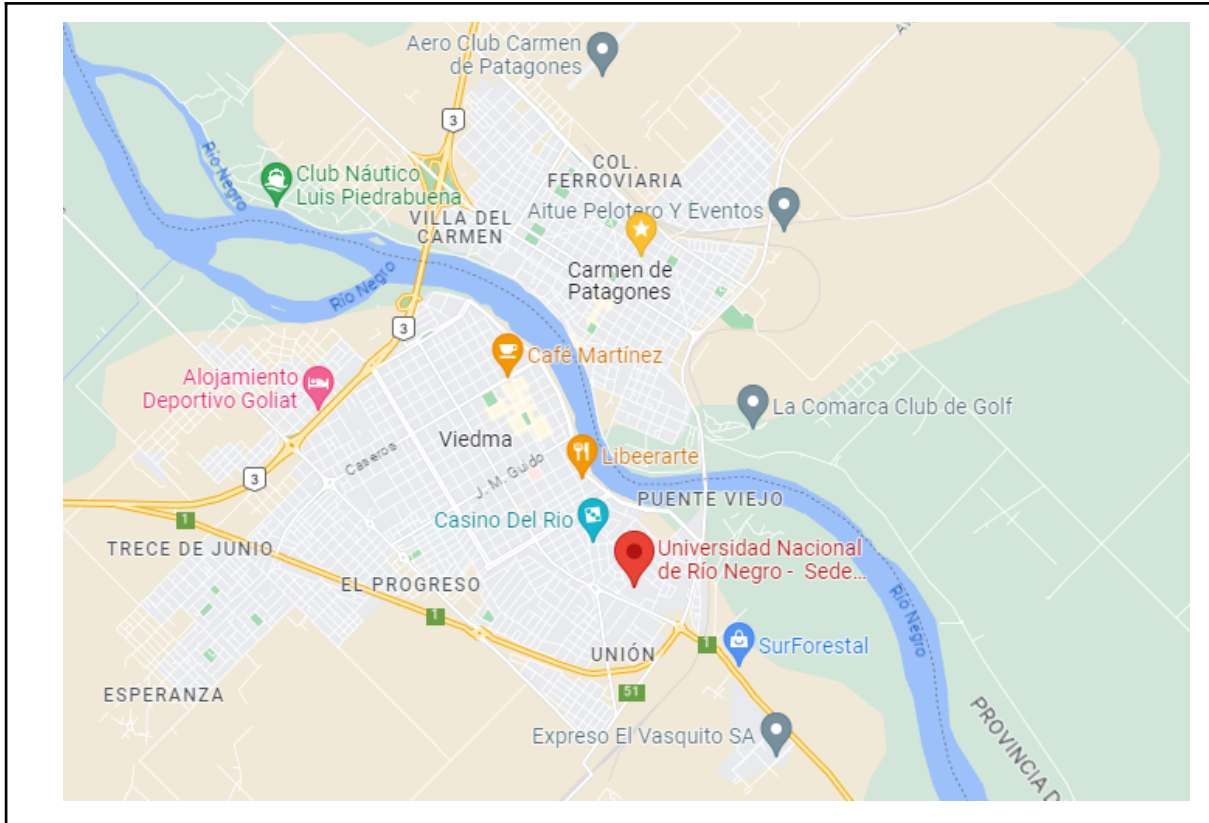 Aero Club Carmen
de Patagones
3
COL.
FERROVIARIA
Río Negro
Club Náutico
Luis Piedrabuena
Aitue Pelotero Y Eventos
VILLA DEL
CARMEN
Carmen de
Patagones
Río Negro
3
Café Martínez
Alojamiento
Deportivo Goliat
La Comarca Club de Golf
Viedma
Caseros
J. M. Guido
Libeerarte
3
PUENTE VIEJO
1
Casino Del Rio
TRECE DE JUNIO
Universidad Nacional
de Río Negro - Sede...
EL PROGRESO
Río Negro
1
1
UNIÓN
SurForestal
51
ESPERANZA
Expreso El Vasquito SA
PROVINCIA D